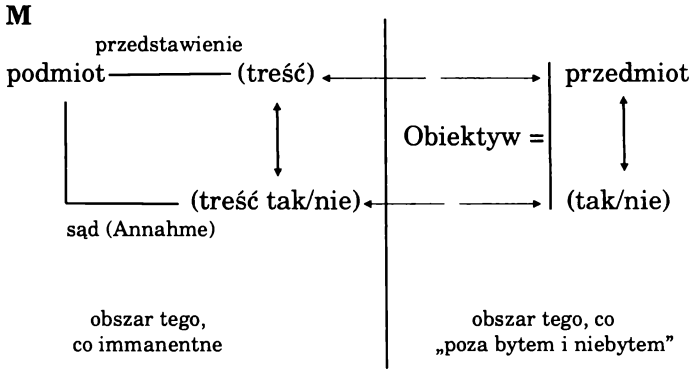 M
przedstawienie
podmiot (treść) przedmiot
Obiektyw =
(treść tak/nie) (tak/nie)
sąd (Annahme)
obszar tego, obszar tego, co
co immanentne „poza bytem i niebytem”